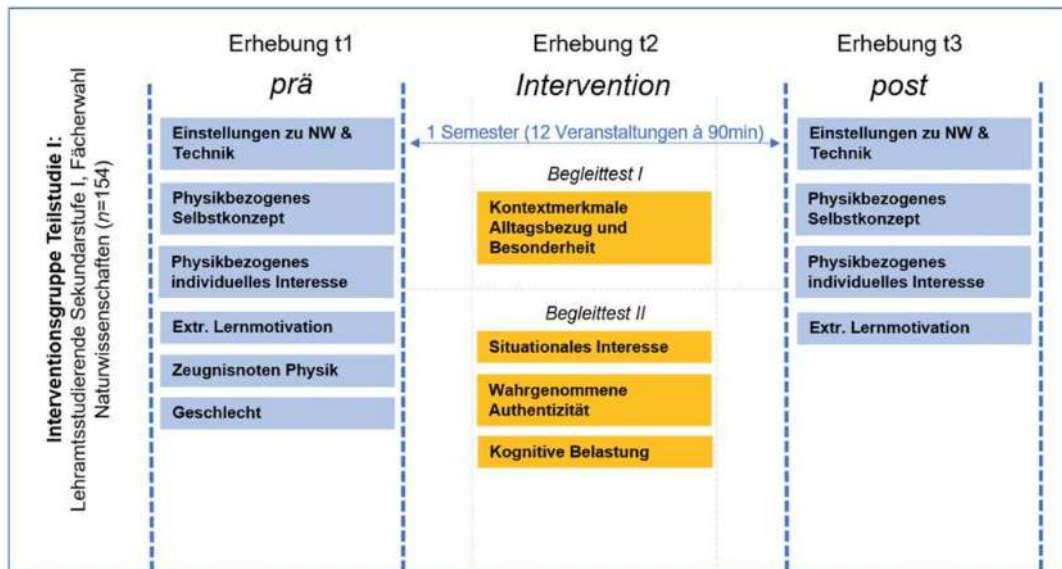 Interventionsgruppe Teilstudie I:
Lehramtsstudierende Sekundarstufe I, Fächerwahl
Naturwissenschaften (n=154)
Erhebung t1
prä
Einstellungen zu NW &
Technik
Physikbezogenes
Selbstkonzept
Physikbezogenes
individuelles Interesse
Extr. Lernmotivation
Zeugnisnoten Physik
Geschlecht
Erhebung t2
Intervention
1 Semester (12 Veranstaltungen à 90min)
Begleittest I
Kontextmerkmale
Alltagsbezug und
Besonderheit
Begleittest II
Situationales Interesse
Wahrgenommene
Authentizität
Kognitive Belastung
Erhebung t3
post
Einstellungen zu NW &
Technik
Physikbezogenes
Selbstkonzept
Physikbezogenes
individuelles Interesse
Extr. Lernmotivation